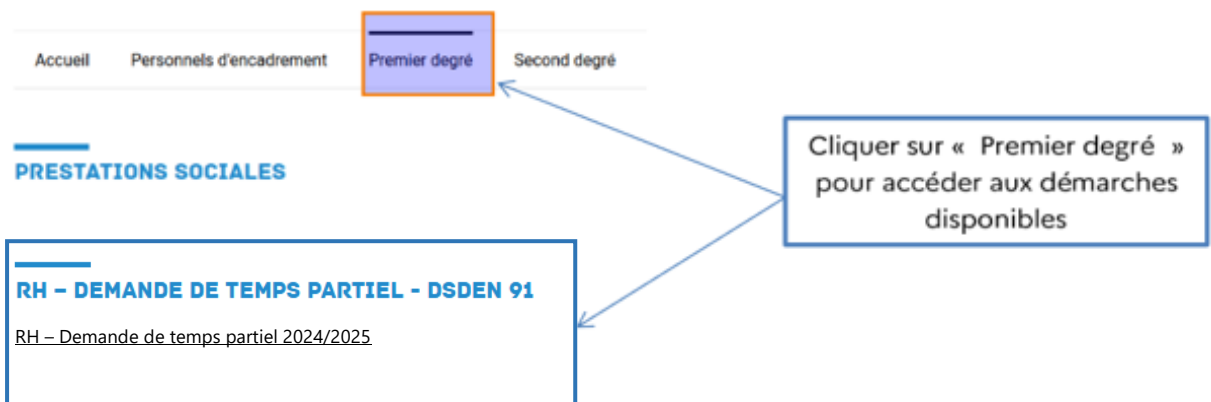 Accueil Personnels d'encadrement Premier degré Second degré
PRESTATIONS SOCIALES
Cliquer sur « Premier degré »
pour accéder aux démarches
disponibles
RH – DEMANDE DE TEMPS PARTIEL - DSDEN 91
RH – Demande de temps partiel 2024/2025